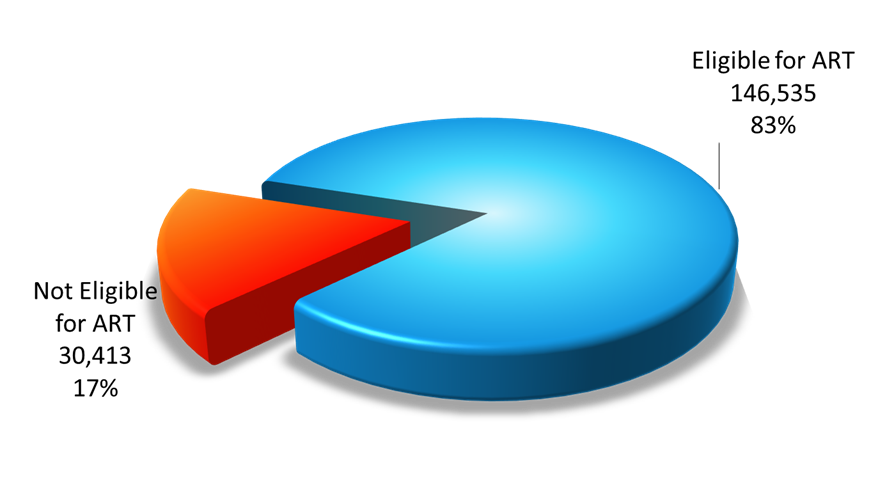 Eligible for ART
146,535
83%
Not Eligible
for ART
30,413
17%